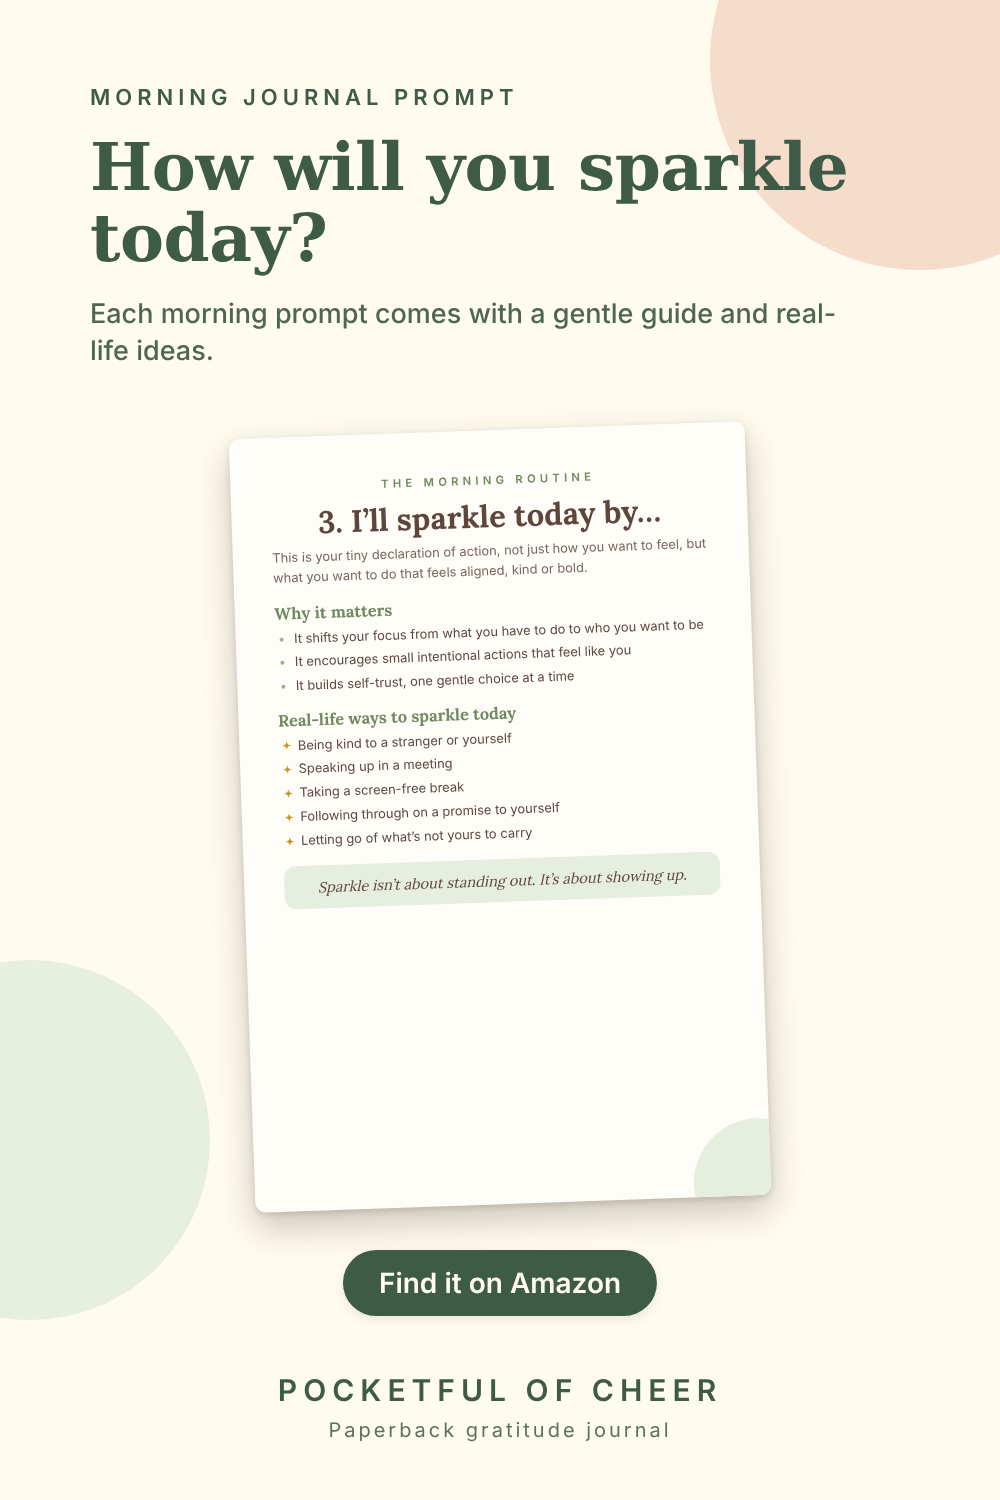 MORNING JOURNAL PROMPT
How will you sparkle
today?
Each morning prompt comes with a gentle guide and real-
life ideas.
THE MORNING ROUTINE
3. I’ll sparkle today by...
This is your tiny declaration of action, not just how you want to feel, but
what you want to do that feels aligned, kind or bold.
Why it matters
• It shifts your focus from what you have to do to who you want to be
• It encourages small intentional actions that feel like you
• It builds self-trust, one gentle choice at a time
Real-life ways to sparkle today
✦ Being kind to a stranger or yourself
✦ Speaking up in a meeting
✦ Taking a screen-free break
✦ Following through on a promise to yourself
✦ Letting go of what’s not yours to carry
Sparkle isn’t about standing out. It’s about showing up.
Find it on Amazon
POCKETFUL OF CHEER
Paperback gratitude journal